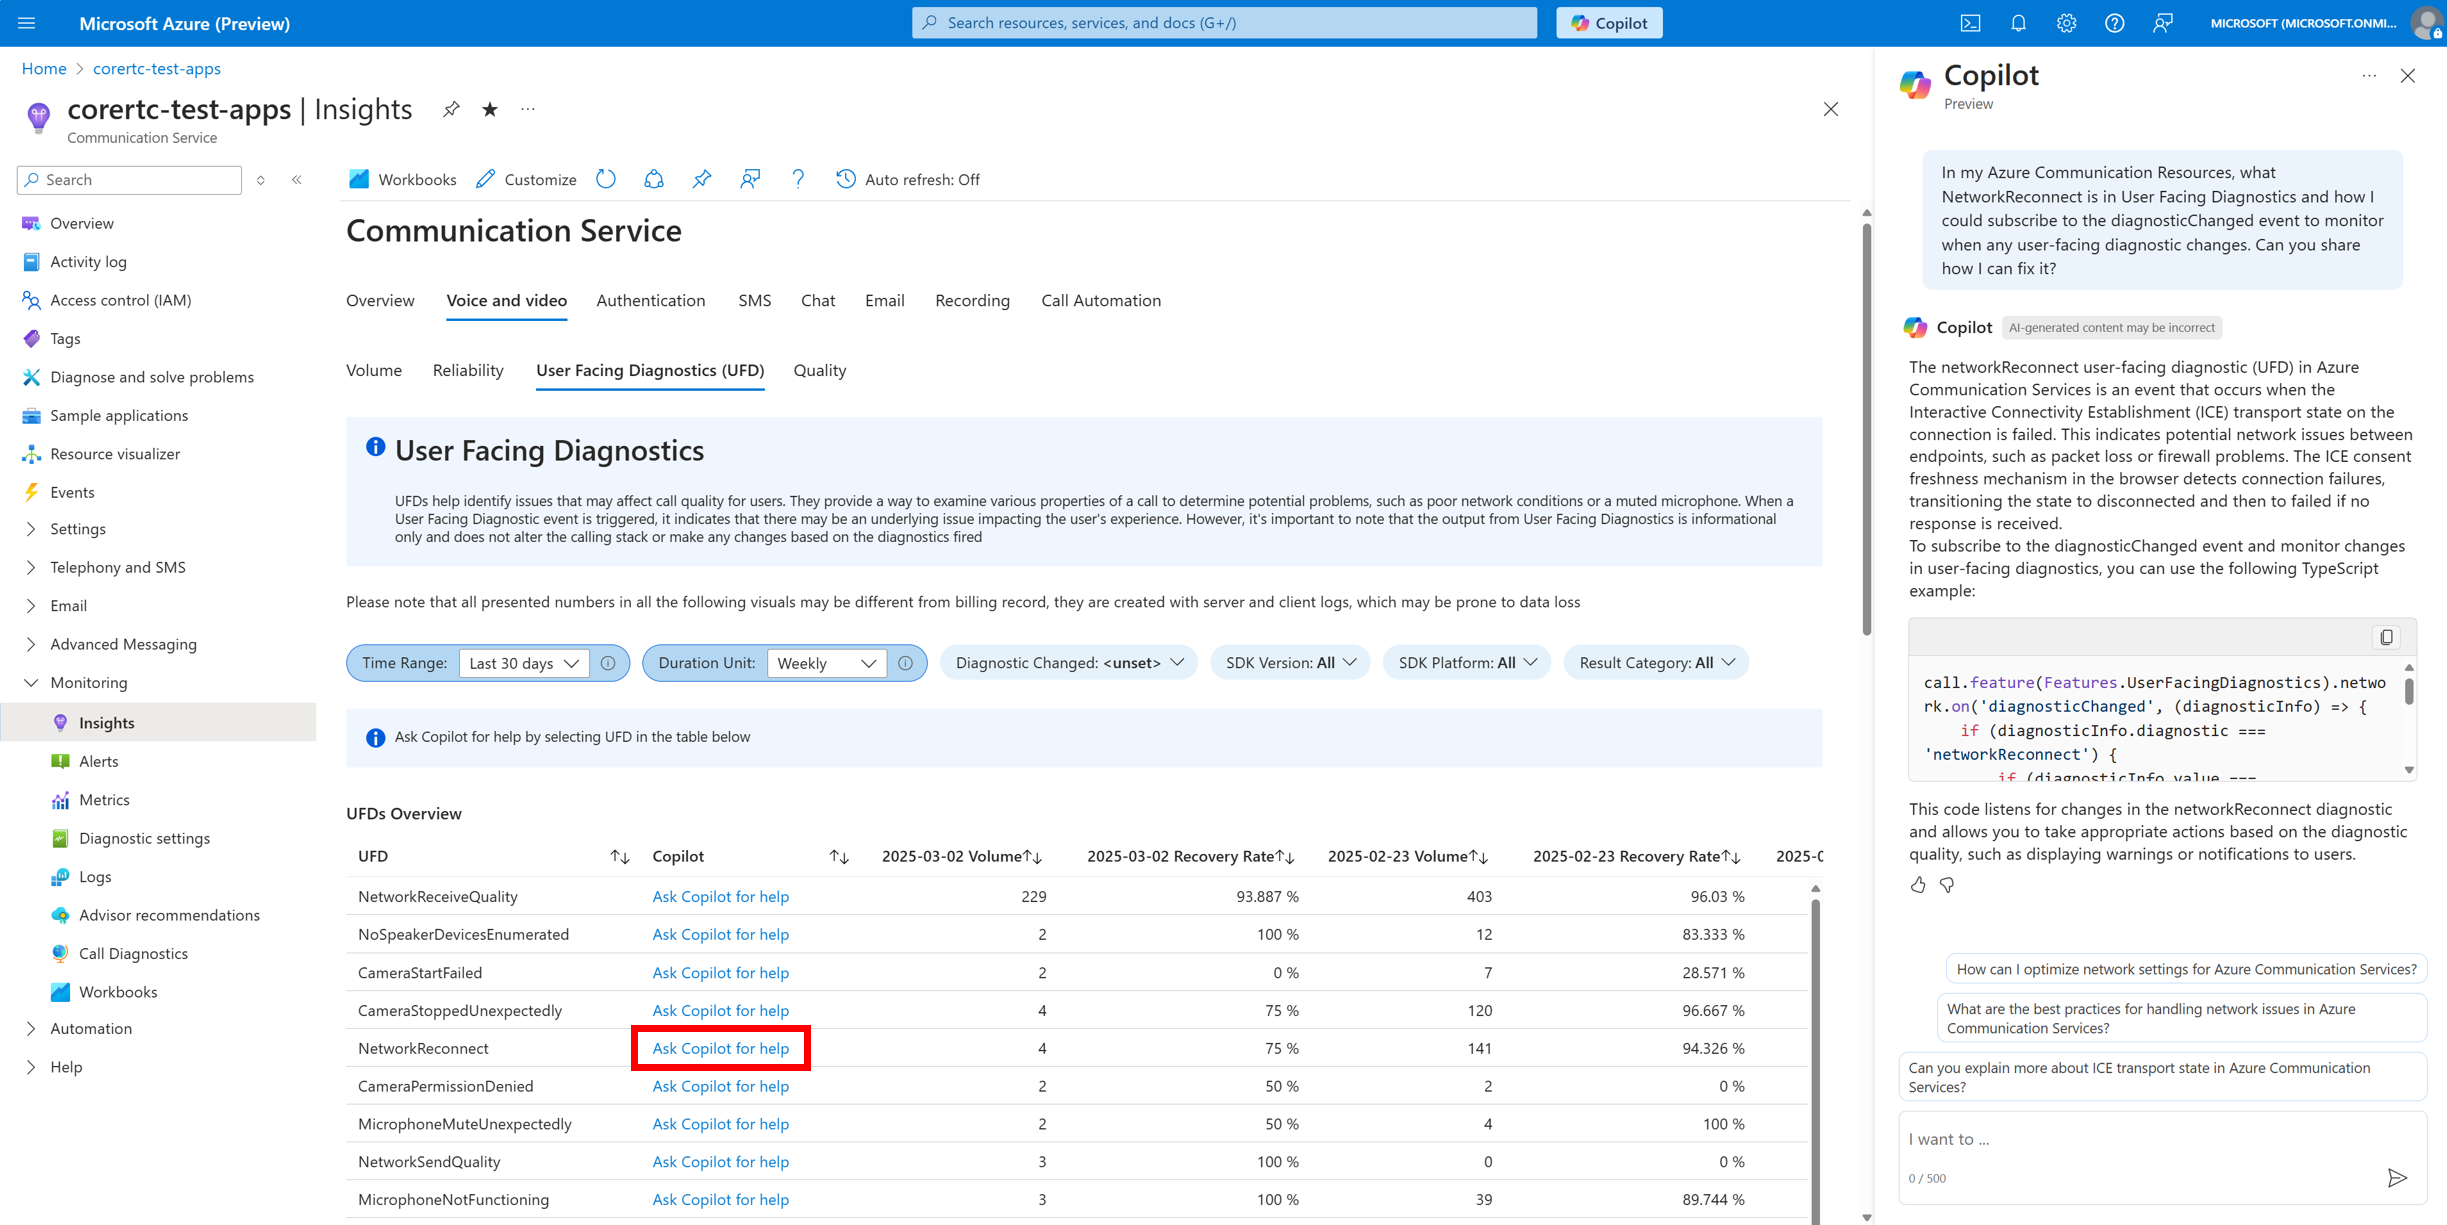 Microsoft Azure (Preview)
Search resources, services, and docs (G+/)
Copilot
MICROSOFT (MICROSOFT.ONMI...
Home > corertc-test-apps
corertc-test-apps | Insights
Communication Service
Search
Overview
Activity log
Access control (IAM)
Tags
Diagnose and solve problems
Sample applications
Resource visualizer
Events
Settings
Telephony and SMS
Email
Advanced Messaging
Monitoring
Insights
Alerts
Metrics
Diagnostic settings
Logs
Advisor recommendations
Call Diagnostics
Workbooks
Automation
Help
Workbooks Customize Auto refresh: Off
Communication Service
Overview Voice and video Authentication SMS Chat Email Recording Call Automation
Volume Reliability User Facing Diagnostics (UFD) Quality
User Facing Diagnostics
UFDs help identify issues that may affect call quality for users. They provide a way to examine various properties of a call to determine potential problems, such as poor network conditions or a muted microphone. When a
User Facing Diagnostic event is triggered, it indicates that there may be an underlying issue impacting the user's experience. However, it's important to note that the output from User Facing Diagnostics is informational
only and does not alter the calling stack or make any changes based on the diagnostics fired
Please note that all presented numbers in all the following visuals may be different from billing record, they are created with server and client logs, which may be prone to data loss
Time Range: Last 30 days Duration Unit: Weekly Diagnostic Changed: <unset> SDK Version: All SDK Platform: All Result Category: All
Ask Copilot for help by selecting UFD in the table below
UFDs Overview
UFD Copilot 2025-03-02 Volume 2025-03-02 Recovery Rate 2025-02-23 Volume 2025-02-23 Recovery Rate 2025-0
NetworkReceiveQuality Ask Copilot for help 229 93.887 % 403 96.03 %
NoSpeakerDevicesEnumerated Ask Copilot for help 2 100 % 12 83.333 %
CameraStartFailed Ask Copilot for help 2 0 % 7 28.571 %
CameraStoppedUnexpectedly Ask Copilot for help 4 75 % 120 96.667 %
NetworkReconnect Ask Copilot for help 4 75 % 141 94.326 %
CameraPermissionDenied Ask Copilot for help 2 50 % 2 0 %
MicrophoneMuteUnexpectedly Ask Copilot for help 2 50 % 4 100 %
NetworkSendQuality Ask Copilot for help 3 100 % 0 0 %
MicrophoneNotFunctioning Ask Copilot for help 3 100 % 39 89.744 %
Copilot
Preview
In my Azure Communication Resources, what
NetworkReconnect is in User Facing Diagnostics and how I
could subscribe to the diagnosticChanged event to monitor
when any user-facing diagnostic changes. Can you share
how I can fix it?
Copilot AI-generated content may be incorrect
The networkReconnect user-facing diagnostic (UFD) in Azure
Communication Services is an event that occurs when the
Interactive Connectivity Establishment (ICE) transport state on the
connection is failed. This indicates potential network issues between
endpoints, such as packet loss or firewall problems. The ICE consent
freshness mechanism in the browser detects connection failures,
transitioning the state to disconnected and then to failed if no
response is received.
To subscribe to the diagnosticChanged event and monitor changes
in user-facing diagnostics, you can use the following TypeScript
example:
call.feature(Features.UserFacingDiagnostics).netwo
rk.on('diagnosticChanged', (diagnosticInfo) => {
if (diagnosticInfo.diagnostic ===
'networkReconnect') {
if (diagnosticInfo.value ===
This code listens for changes in the networkReconnect diagnostic
and allows you to take appropriate actions based on the diagnostic
quality, such as displaying warnings or notifications to users.
How can I optimize network settings for Azure Communication Services?
What are the best practices for handling network issues in Azure
Communication Services?
Can you explain more about ICE transport state in Azure Communication
Services?
I want to ...
0 / 500